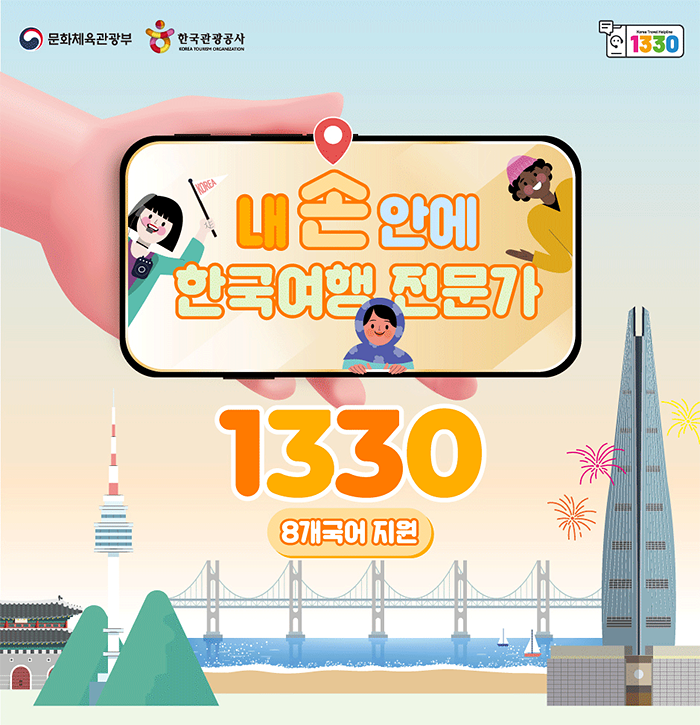 문화체육관광부
한국관광공사
KOREA TOURISM ORGANIZATION
Korea Travel Helpline
1330
KOREA
내 손 안에
한국여행 전문가
1330
8개국어 지원